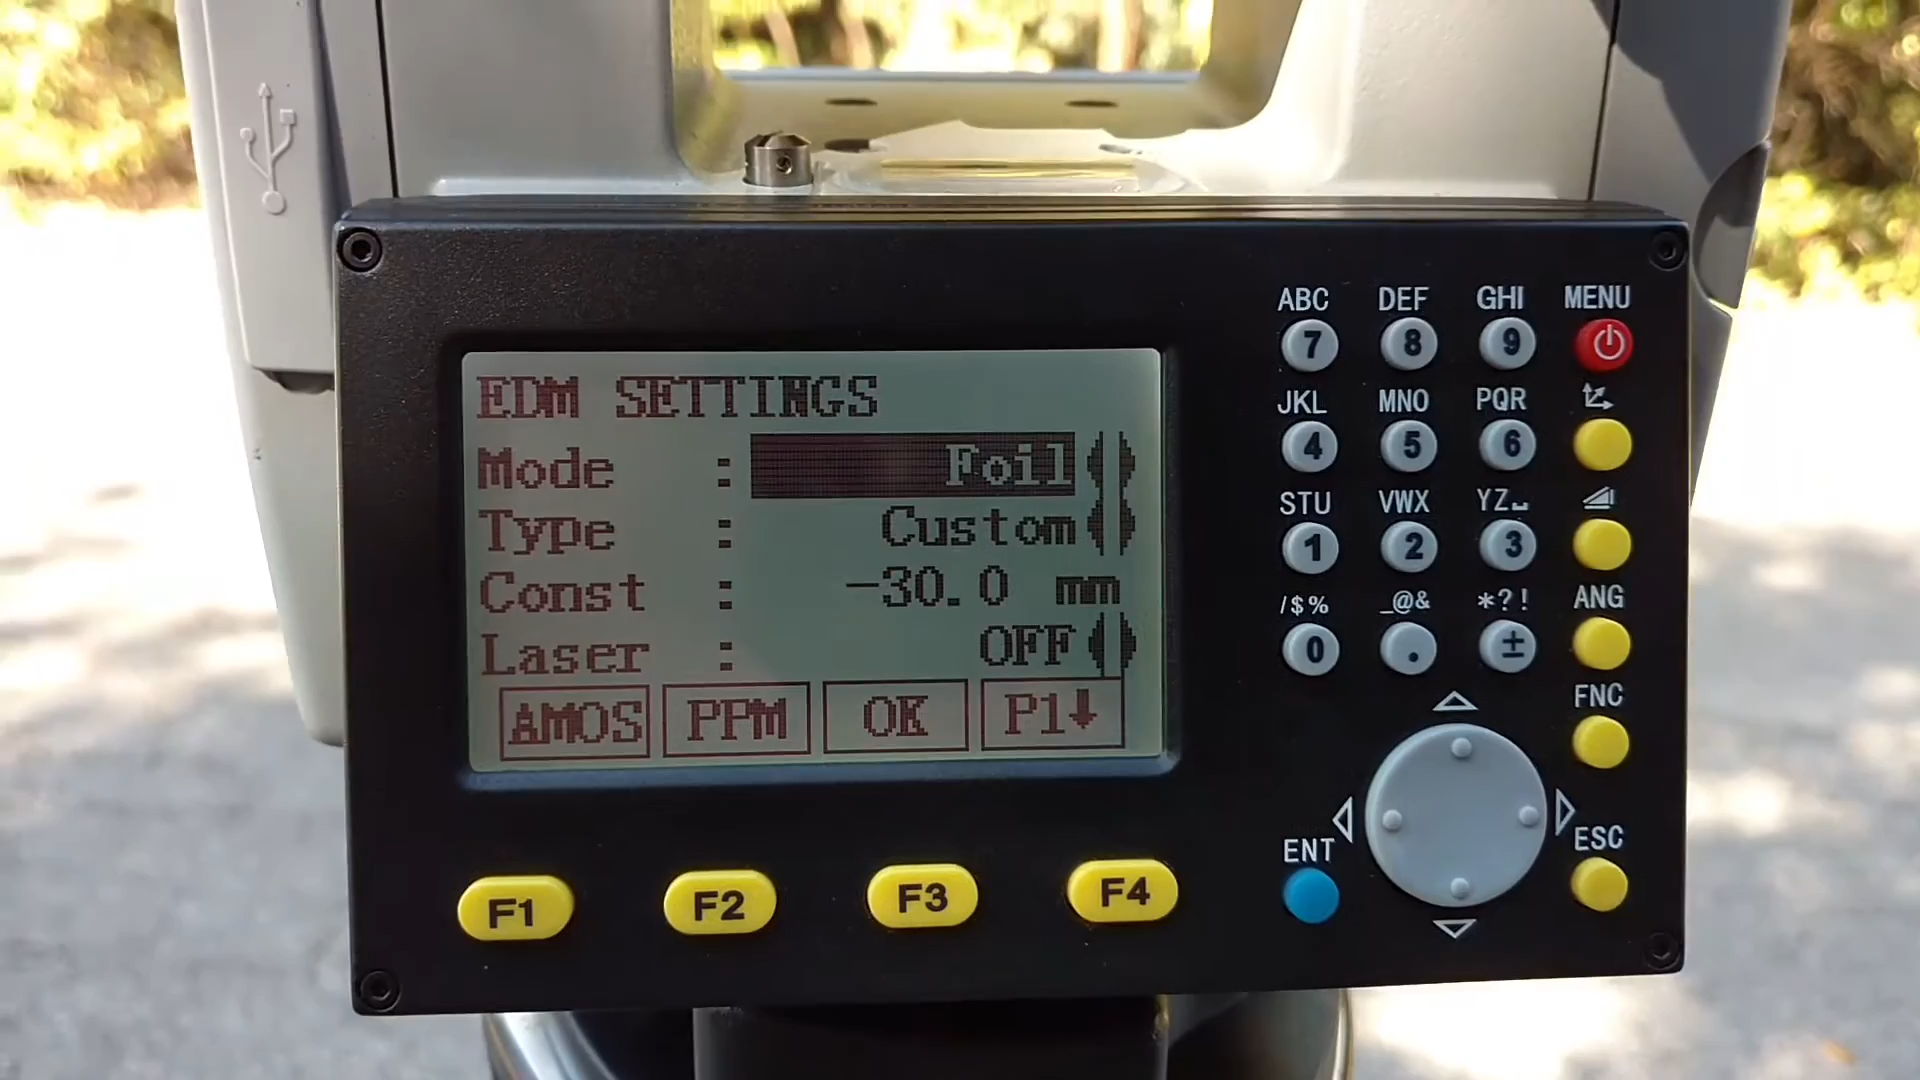 EDM SETTINGS
Mode : Foil
Type : Custom
Const : -30.0 mm
Laser : OFF
AMOS PPM OK P1↓
F1 F2 F3 F4
ABC DEF GHI MENU
7 8 9
JKL MNO PQR
4 5 6
STU VWX YZ␣
1 2 3
/$% _@& *?! ANG
0 . ±
FNC
ENT ESC